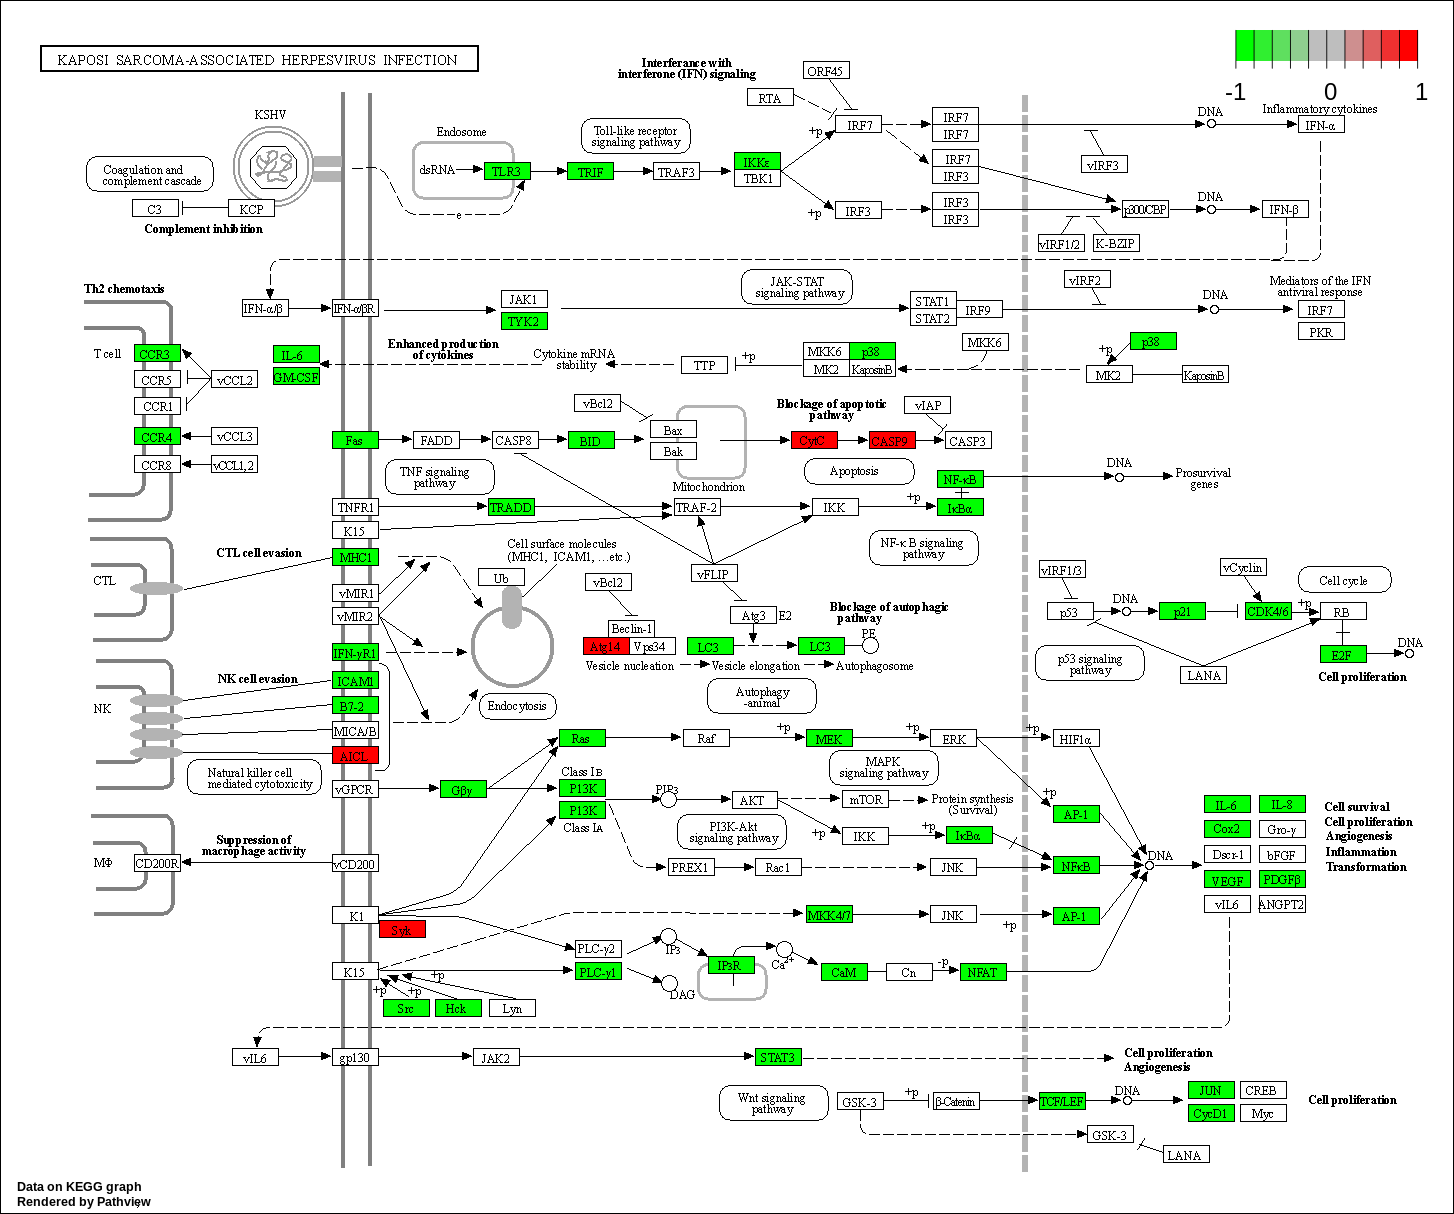 KAPOSI SARCOMA-ASSOCIATED HERPESVIRUS INFECTION
-1
0
1
Interferance with
interferone (IFN) signaling
ORF45
RTA
Inflammatory cytokines
KSHV
Endosome
Toll-like receptor
signaling pathway
+p
IRF7
IRF7
IRF7
DNA
IFN-α
Coagulation and
complement cascade
dsRNA
TLR3
TRIF
TRAF3
IKKε
TBK1
IRF7
IRF3
vIRF3
C3
KCP
Complement inhibition
e
+p
IRF3
IRF3
IRF3
p300/CBP
DNA
IFN-β
vIRF1/2
K-BZIP
Th2 chemotaxis
IFN-α/β
IFN-α/βR
JAK1
TYK2
JAK-STAT
signaling pathway
STAT1
STAT2
IRF9
vIRF2
DNA
Mediators of the IFN
antiviral response
IRF7
PKR
T cell
CCR3
CCR5
CCR1
CCR4
CCR8
vCCL2
vCCL3
vCCL1,2
IL-6
GM-CSF
Enhanced production
of cytokines
Cytokine mRNA
stability
TTP
+p
MKK6
p38
MK2
KaposinB
MKK6
p38
+p
MK2
KaposinB
vBcl2
Blockage of apoptotic
pathway
vIAP
Fas
FADD
CASP8
BID
Bax
Bak
CytC
CASP9
CASP3
TNF signaling
pathway
Mitochondrion
Apoptosis
NF-κB
DNA
Prosurvival
genes
TNFR1
TRADD
TRAF-2
IKK
+p
IκBα
K15
NF-κ B signaling
pathway
CTL cell evasion
MHC1
Cell surface molecules
(MHC1, ICAM1, ...etc.)
CTL
vMIR1
vMIR2
Ub
vBcl2
vFLIP
Blockage of autophagic
pathway
Beclin-1
Atg14
Vps34
Atg3
E2
LC3
LC3
PE
Vesicle nucleation
Vesicle elongation
Autophagosome
vIRF1/3
vCyclin
Cell cycle
p53
DNA
p21
CDK4/6
+p
RB
E2F
DNA
p53 signaling
pathway
LANA
Cell proliferation
IFN-γR1
NK cell evasion
ICAM1
NK
B7-2
MICA/B
AICL
Endocytosis
Autophagy
-animal
Natural killer cell
mediated cytotoxicity
vGPCR
Gβγ
Ras
Raf
+p
MEK
+p
ERK
+p
HIF1α
Class IB
P13K
P13K
Class IA
PIP3
AKT
mTOR
Protein synthesis
(Survival)
MAPK
signaling pathway
+p
AP-1
PI3K-Akt
signaling pathway
+p
IKK
+p
IκBα
PREX1
Rac1
JNK
NFκB
DNA
IL-6
IL-8
Cox2
Gro-γ
Dscr-1
bFGF
VEGF
PDGFβ
vIL6
ANGPT2
Cell survival
Cell proliferation
Angiogenesis
Inflammation
Transformation
Suppression of
macrophage activity
MΦ
CD200R
vCD200
K1
Syk
MKK4/7
JNK
+p
AP-1
PLC-γ2
IP3
K15
+p
PLC-γ1
DAG
IP3R
Ca2+
CaM
Cn
-p
NFAT
+p
+p
Src
Hck
Lyn
vIL6
gp130
JAK2
STAT3
Cell proliferation
Angiogenesis
Wnt signaling
pathway
GSK-3
+p
β-Catenin
TCF/LEF
DNA
JUN
CREB
CycD1
Myc
Cell proliferation
GSK-3
LANA
Data on KEGG graph
Rendered by Pathview